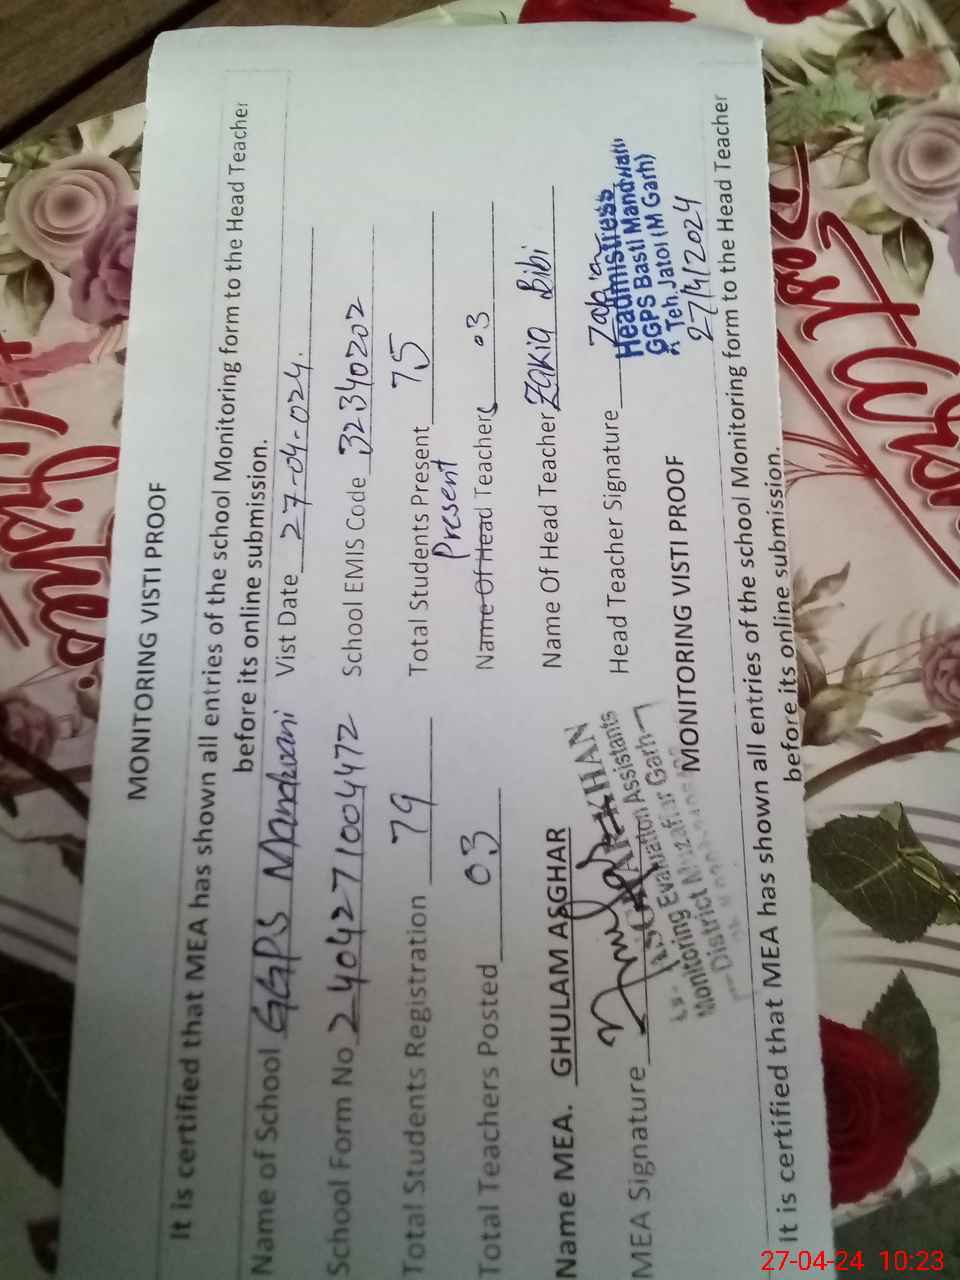 MONITORING VISTI PROOF
It is certified that MEA has shown all entries of the school Monitoring form to the Head Teacher
before its online submission.
Name of School GGPS Mandwani Vist Date 27-04-024.
School Form No 240427100472 School EMIS Code 32340202
Total Students Registration 79 Total Students Present 75
Present
Total Teachers Posted 03 Name Of Head Teachers 03
Name MEA. GHULAM ASGHAR Name Of Head Teacher Zakia Bibi
MEA Signature Head Teacher Signature Zakia
KHAN
Monitoring Evaluation Assistants
District Muzaffar Garh
Headmistress
GGPS Basti Mandwani
Teh, Jatoi (M Garh)
27/4/2024
MONITORING VISTI PROOF
It is certified that MEA has shown all entries of the school Monitoring form to the Head Teacher
before its online submission.
27-04-24 10:23